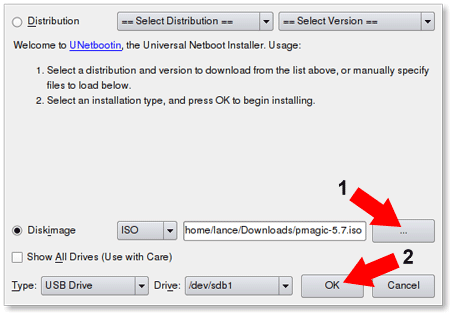 Distribution == Select Distribution == == Select Version ==
Welcome to UNetbootin, the Universal Netboot Installer. Usage:
1. Select a distribution and version to download from the list above, or manually specify
files to load below.
2. Select an installation type, and press OK to begin installing.
1
Diskimage ISO home/lance/Downloads/pmagic-5.7.iso ...
Show All Drives (Use with Care)
2
Type: USB Drive Drive: /dev/sdb1 OK Cancel